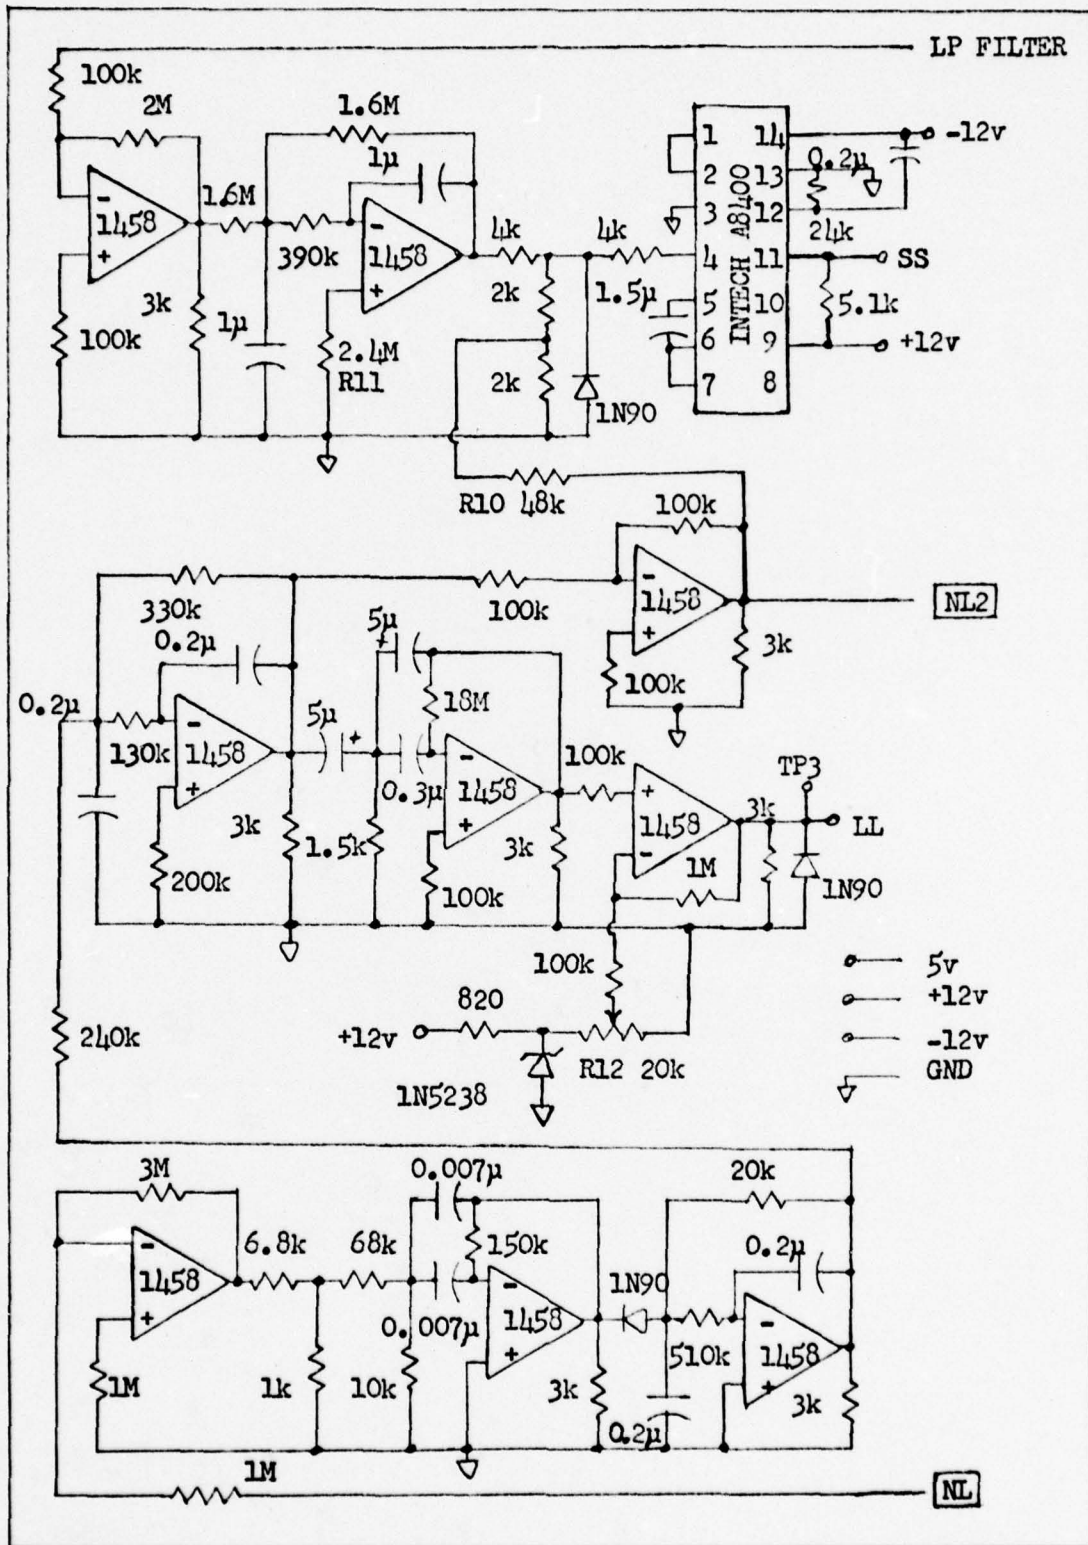 LP FILTER
100k
2M
1.6M
1μ
1.6M
- 1458 +
390k
- 1458 +
100k
3k
1μ
2.4M
R11
4k
4k
2k
2k
1N90
1.5μ
INTECH A8400
1 14
2 13
3 12
4 11
5 10
6 9
7 8
-12v
0.2μ
24k
SS
5.1k
+12v
R10 48k
100k
330k
100k
- 1458 +
NL2
0.2μ
5μ
+
100k
3k
0.2μ
18M
130k
- 1458 +
5μ
+
0.3μ
- 1458 +
100k
+ 1458 -
TP3
3k
LL
200k
3k
1.5k
100k
3k
1M
1N90
100k
5v
+12v
-12v
GND
240k
+12v
820
R12 20k
1N5238
3M
0.007μ
20k
- 1458 +
6.8k
68k
150k
0.007μ
- 1458 +
1N90
0.2μ
510k
- 1458 +
1M
1k
10k
3k
0.2μ
3k
1M
NL